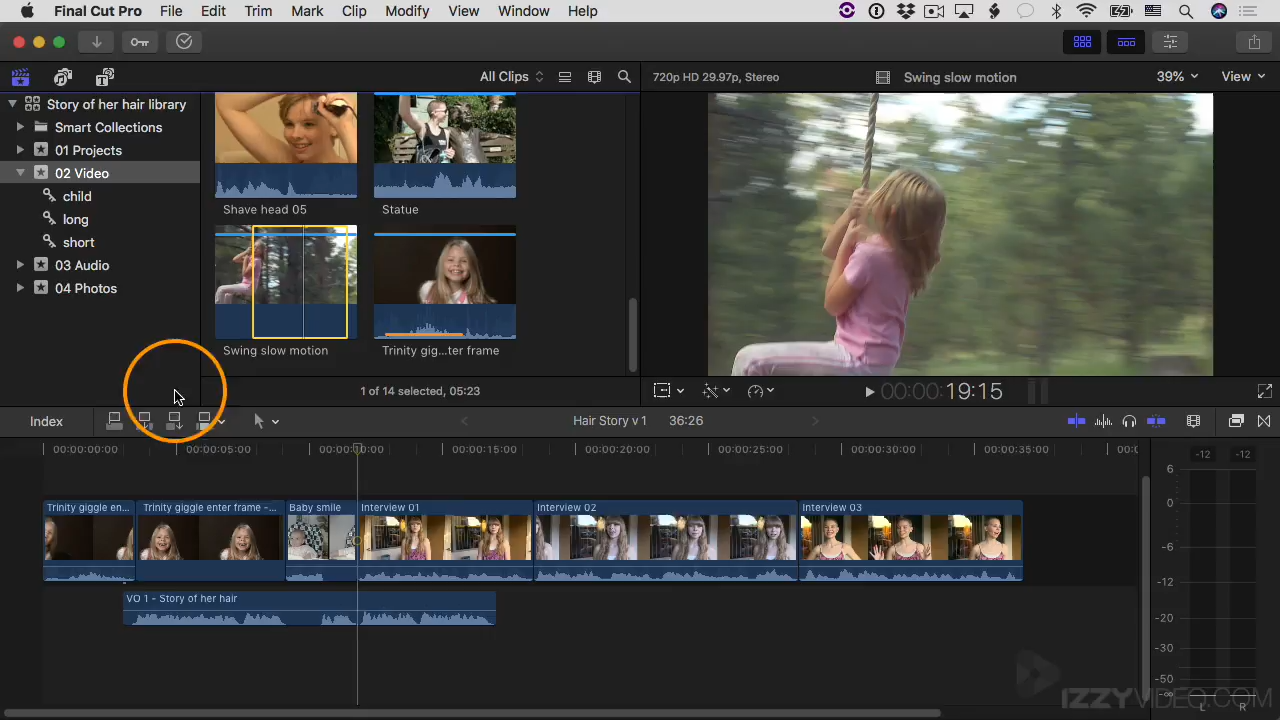 Final Cut Pro File Edit Trim Mark Clip Modify View Window Help
All Clips
720p HD 29.97p, Stereo
Swing slow motion
39%
View
Story of her hair library
Smart Collections
01 Projects
02 Video
child
long
short
03 Audio
04 Photos
Shave head 05
Statue
Swing slow motion
Trinity gig...ter frame
1 of 14 selected, 05:23
00:00:19:15
Index
Hair Story v 1
36:26
00:00:00:00
00:00:05:00
00:00:10:00
00:00:15:00
00:00:20:00
00:00:25:00
00:00:30:00
00:00:35:00
00:0
-12 -12
Trinity giggle en...
Trinity giggle enter frame -...
Baby smile
Interview 01
Interview 02
Interview 03
VO 1 - Story of her hair
6
0
-6
-12
-20
-30
-50
-∞
L R
IZZYVIDEO.COM